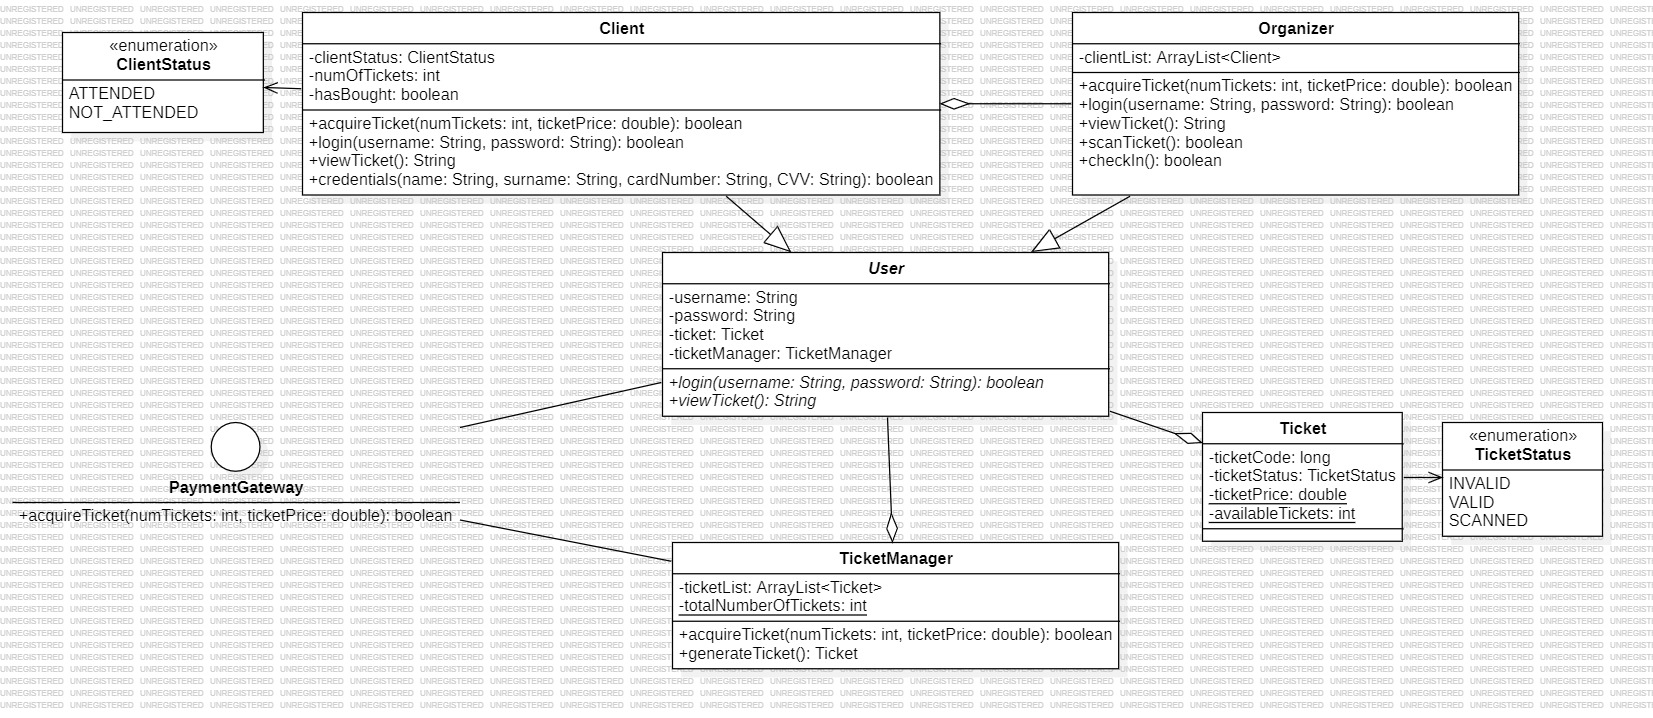 Client
-clientStatus: ClientStatus
-numOfTickets: int
-hasBought: boolean
+acquireTicket(numTickets: int, ticketPrice: double): boolean
+login(username: String, password: String): boolean
+viewTicket(): String
+credentials(name: String, surname: String, cardNumber: String, CVV: String): boolean
Organizer
-clientList: ArrayList<Client>
+acquireTicket(numTickets: int, ticketPrice: double): boolean
+login(username: String, password: String): boolean
+viewTicket(): String
+scanTicket(): boolean
+checkIn(): boolean
«enumeration»
ClientStatus
ATTENDED
NOT_ATTENDED
User
-username: String
-password: String
-ticket: Ticket
-ticketManager: TicketManager
+login(username: String, password: String): boolean
+viewTicket(): String
PaymentGateway
+acquireTicket(numTickets: int, ticketPrice: double): boolean
Ticket
-ticketCode: long
-ticketStatus: TicketStatus
-ticketPrice: double
-availableTickets: int
«enumeration»
TicketStatus
INVALID
VALID
SCANNED
TicketManager
-ticketList: ArrayList<Ticket>
-totalNumberOfTickets: int
+acquireTicket(numTickets: int, ticketPrice: double): boolean
+generateTicket(): Ticket
UNREGISTERED